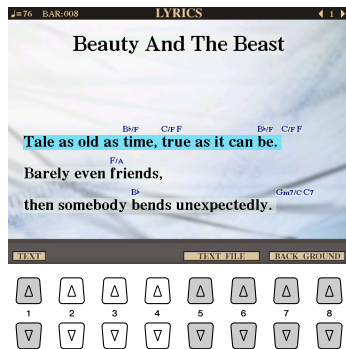 ♩=76 BAR:008 LYRICS 1
Beauty And The Beast
B♭/F C/F F B♭/F C/F F
Tale as old as time, true as it can be.
F/A
Barely even friends,
B♭ Gm7/C C7
then somebody bends unexpectedly.
TEXT TEXT FILE BACK GROUND
1 2 3 4 5 6 7 8